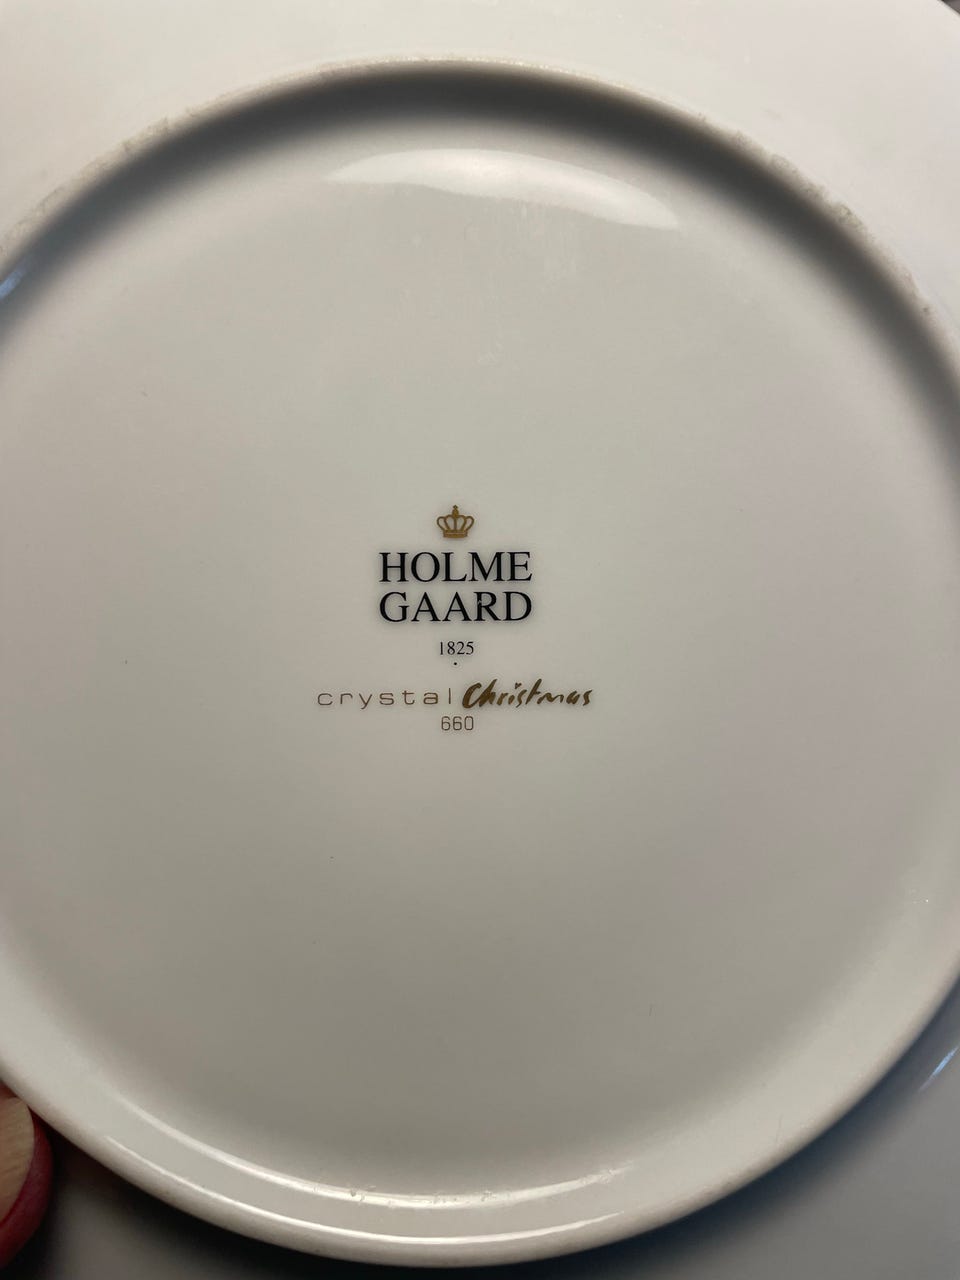 HOLME
GAARD
1825
crystal Christmas
660